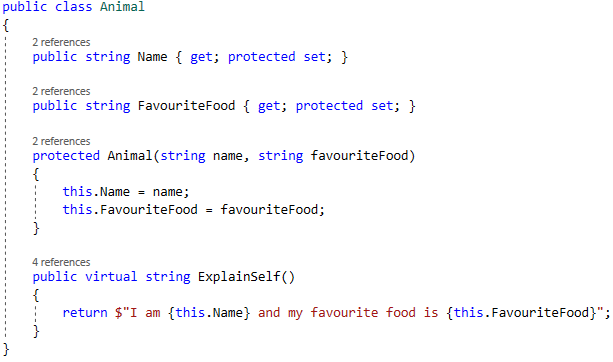 public class Animal
{
2 references
public string Name { get; protected set; }
2 references
public string FavouriteFood { get; protected set; }
2 references
protected Animal(string name, string favouriteFood)
{
this.Name = name;
this.FavouriteFood = favouriteFood;
}
4 references
public virtual string ExplainSelf()
{
return $"I am {this.Name} and my favourite food is {this.FavouriteFood}";
}
}